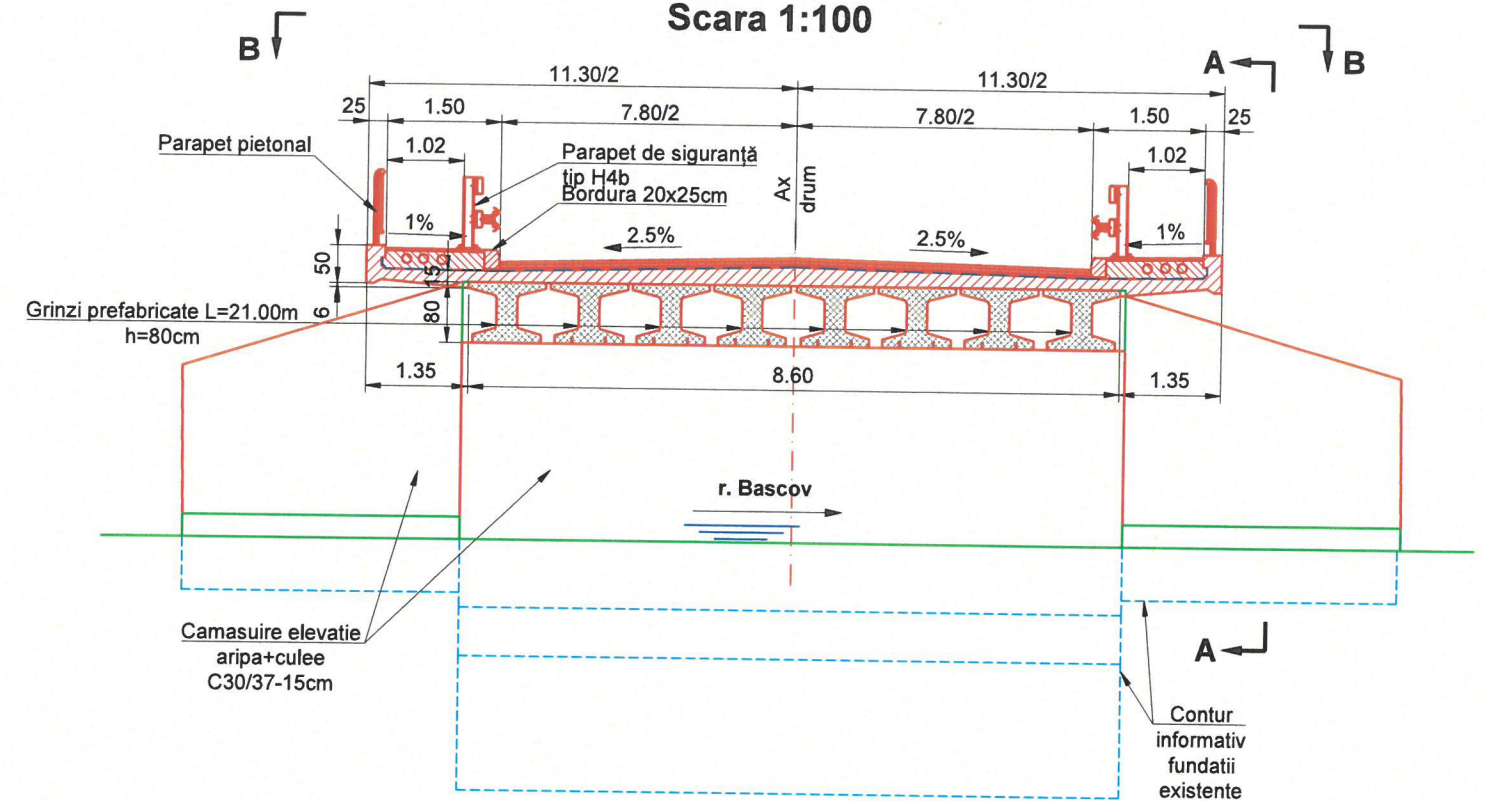 Scara 1:100
B
B
A
11.30/2
11.30/2
25
1.50
7.80/2
7.80/2
1.50
25
Parapet pietonal
1.02
Parapet de siguranță
tip H4b
Bordura 20x25cm
Ax
drum
1.02
1%
2.5%
2.5%
1%
50
15
6
80
Grinzi prefabricate L=21.00m
h=80cm
1.35
8.60
1.35
r. Bascov
Camasuire elevatie
aripa+culee
C30/37-15cm
A
Contur
informativ
fundatii
existente